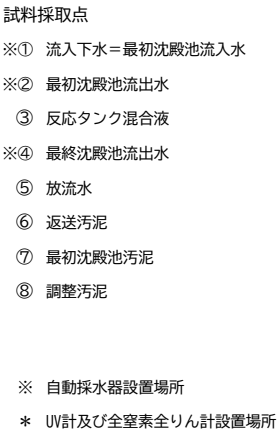 試料採取点
※① 流入下水＝最初沈殿池流入水
※② 最初沈殿池流出水
③ 反応タンク混合液
※④ 最終沈殿池流出水
⑤ 放流水
⑥ 返送汚泥
⑦ 最初沈殿池汚泥
⑧ 調整汚泥
※ 自動採水器設置場所
＊ UV計及び全窒素全りん計設置場所